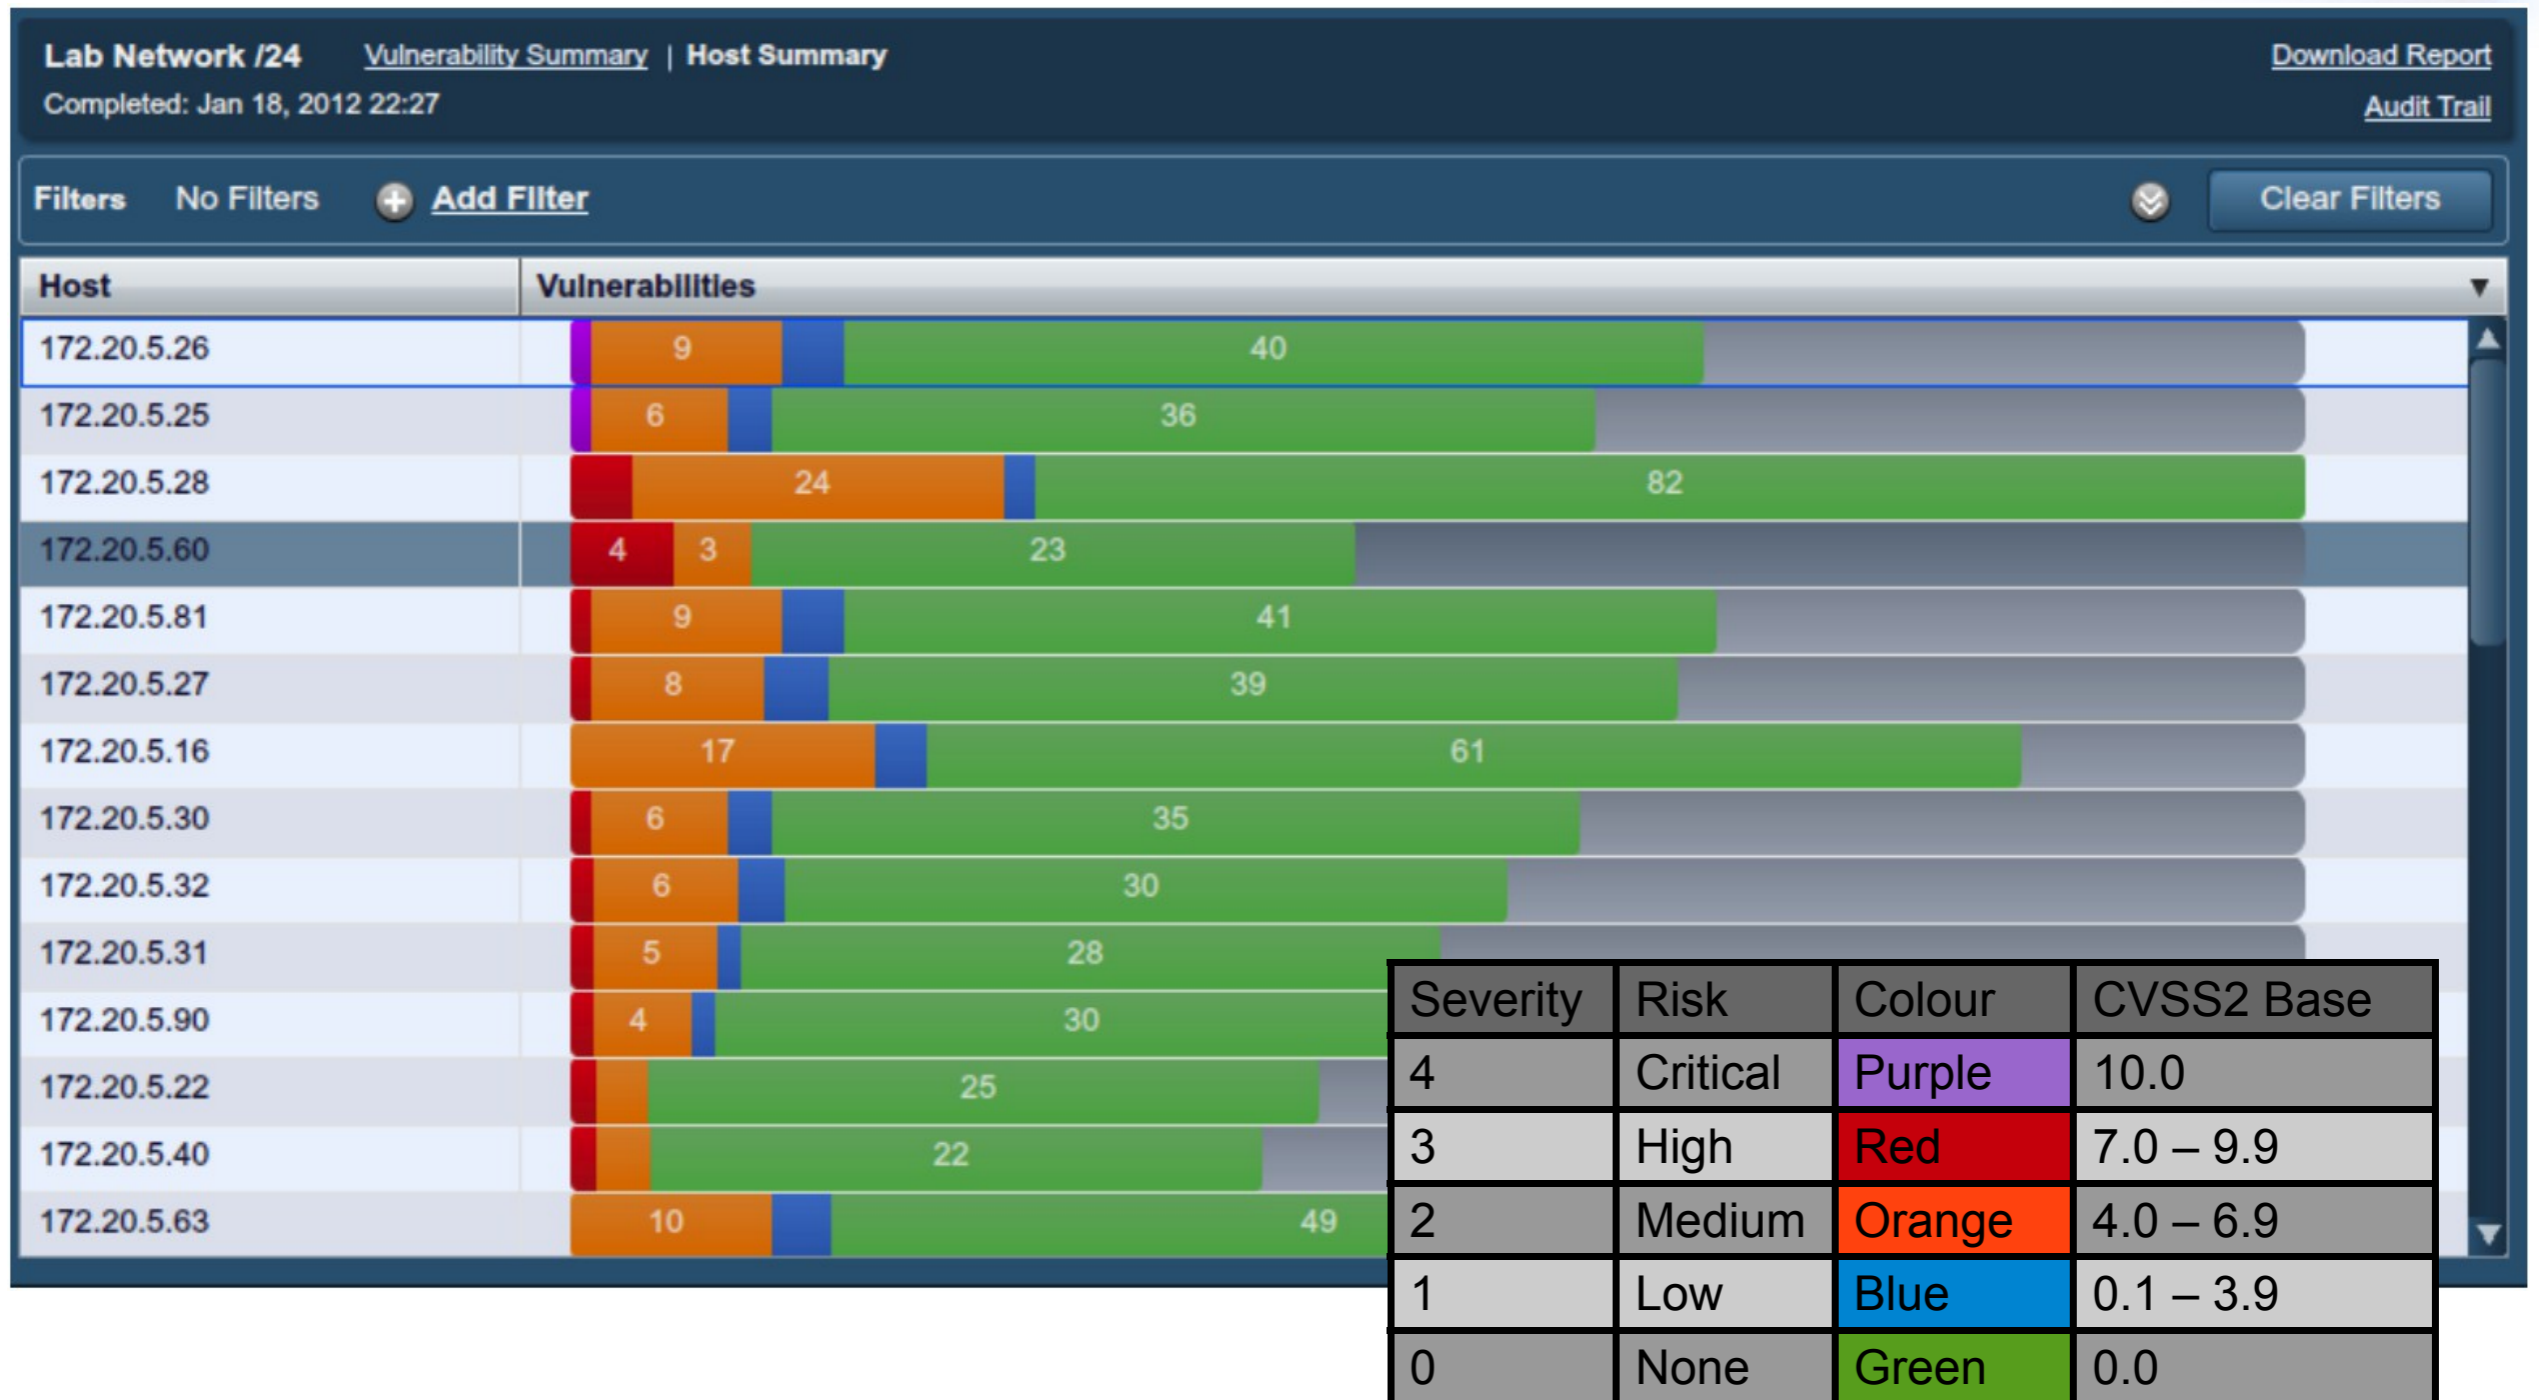 Lab Network /24 Vulnerability Summary | Host Summary Download Report
Completed: Jan 18, 2012 22:27 Audit Trail
Filters No Filters Add Filter Clear Filters
Host Vulnerabilities
172.20.5.26 9 40
172.20.5.25 6 36
172.20.5.28 24 82
172.20.5.60 4 3 23
172.20.5.81 9 41
172.20.5.27 8 39
172.20.5.16 17 61
172.20.5.30 6 35
172.20.5.32 6 30
172.20.5.31 5 28
172.20.5.90 4 30
172.20.5.22 25
172.20.5.40 22
172.20.5.63 10 49
Severity Risk Colour CVSS2 Base
4 Critical Purple 10.0
3 High Red 7.0 – 9.9
2 Medium Orange 4.0 – 6.9
1 Low Blue 0.1 – 3.9
0 None Green 0.0